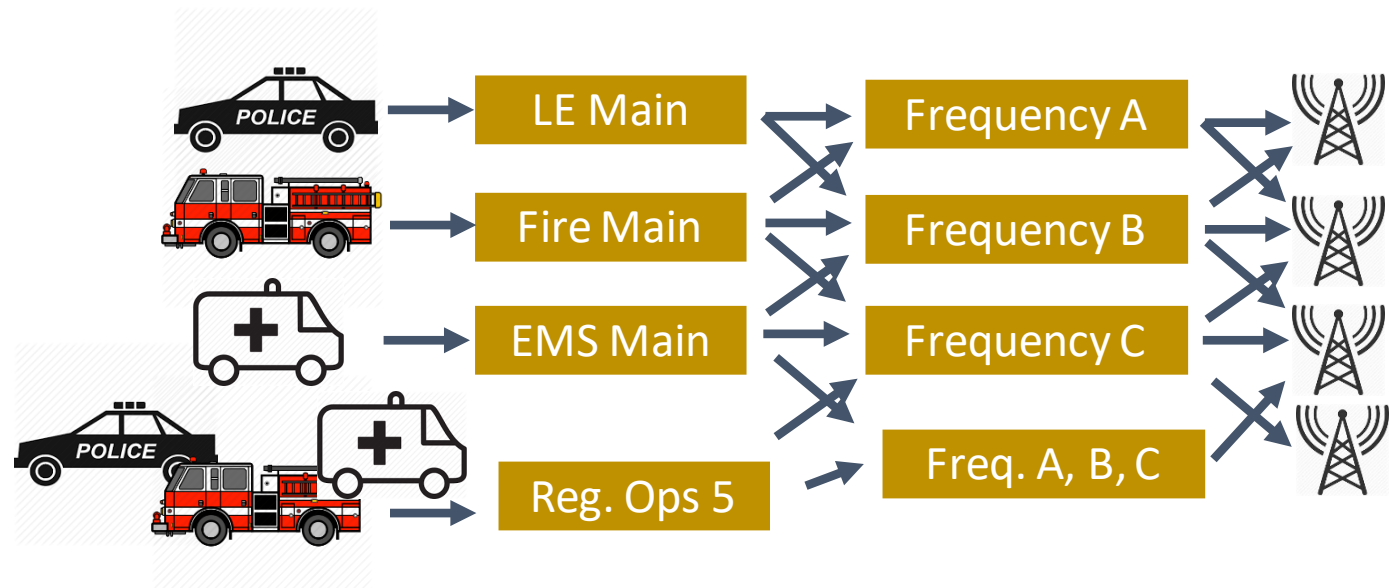 POLICE
LE Main
Frequency A
Fire Main
Frequency B
EMS Main
Frequency C
POLICE
Reg. Ops 5
Freq. A, B, C